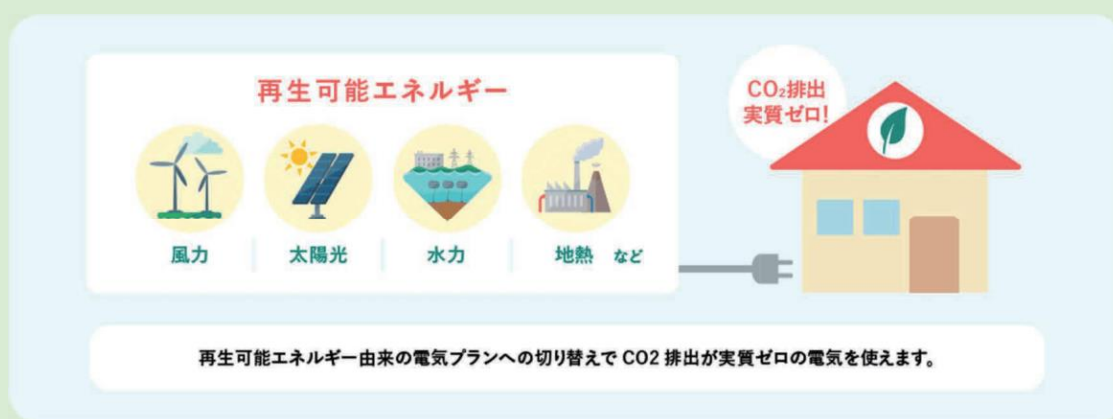 再生可能エネルギー
CO₂排出
実質ゼロ!
風力
太陽光
水力
地熱 など
再生可能エネルギー由来の電気プランへの切り替えで CO2 排出が実質ゼロの電気を使えます。